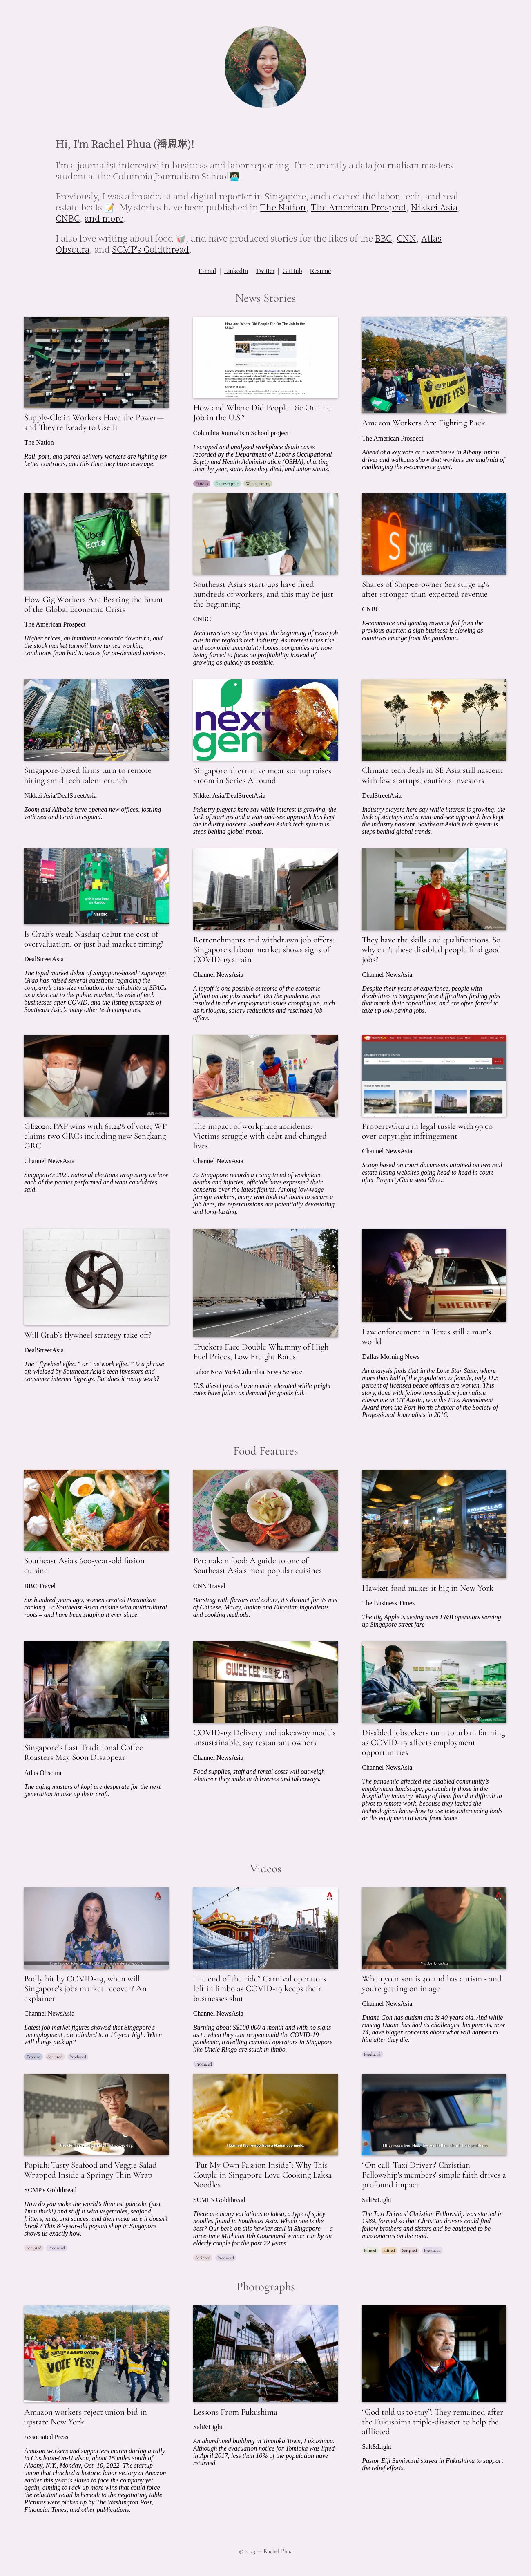 Hi, I'm Rachel Phua (潘恩琳)!
I'm a journalist interested in business and labor reporting. I'm currently a data journalism masters
student at the Columbia Journalism School👩🏻‍💻.
Previously, I was a broadcast and digital reporter in Singapore, and covered the labor, tech, and real
estate beats 📝. My stories have been published in The Nation, The American Prospect, Nikkei Asia,
CNBC, and more.
I also love writing about food 🥡, and have produced stories for the likes of the BBC, CNN, Atlas
Obscura, and SCMP's Goldthread.
E-mail | LinkedIn | Twitter | GitHub | Resume
News Stories
Supply-Chain Workers Have the Power—
and They're Ready to Use It
The Nation
Rail, port, and parcel delivery workers are fighting for
better contracts, and this time they have leverage.
How and Where Did People Die On The Job In the
U.S.?
How and Where Did People Die On The
Job in the U.S.?
Columbia Journalism School project
I scraped and analyzed workplace death cases
recorded by the Department of Labor's Occupational
Safety and Health Administration (OSHA), charting
them by year, state, how they died, and union status.
Pandas Datawrapper Web scraping
VOTE YES!
Amazon Workers Are Fighting Back
The American Prospect
Ahead of a key vote at a warehouse in Albany, union
drives and walkouts show that workers are unafraid of
challenging the e-commerce giant.
Uber
Eats
How Gig Workers Are Bearing the Brunt
of the Global Economic Crisis
The American Prospect
Higher prices, an imminent economic downturn, and
the stock market turmoil have turned working
conditions from bad to worse for on-demand workers.
Southeast Asia's start-ups have fired
hundreds of workers, and this may be just
the beginning
CNBC
Tech investors say this is just the beginning of more job
cuts in the region's tech industry. As interest rates rise
and economic uncertainty looms, companies are now
being forced to focus on profitability instead of
growing as quickly as possible.
Shopee
Shares of Shopee-owner Sea surge 14%
after stronger-than-expected revenue
CNBC
E-commerce and gaming revenue fell from the
previous quarter, a sign business is slowing as
countries emerge from the pandemic.
Singapore-based firms turn to remote
hiring amid tech talent crunch
Nikkei Asia/DealStreetAsia
Zoom and Alibaba have opened new offices, jostling
with Sea and Grab to expand.
next
gen
Singapore alternative meat startup raises
$100m in Series A round
Nikkei Asia/DealStreetAsia
Industry players here say while interest is growing, the
lack of startups and a wait-and-see approach has kept
the industry nascent. Southeast Asia's tech system is
steps behind global trends.
Climate tech deals in SE Asia still nascent
with few startups, cautious investors
DealStreetAsia
Industry players here say while interest is growing, the
lack of startups and a wait-and-see approach has kept
the industry nascent. Southeast Asia's tech system is
steps behind global trends.
Nasdaq
Is Grab's weak Nasdaq debut the cost of
overvaluation, or just bad market timing?
DealStreetAsia
The tepid market debut of Singapore-based "superapp"
Grab has raised several questions regarding the
company's plus-size valuation, the reliability of SPACs
as a shortcut to the public market, the role of tech
businesses after COVID, and the listing prospects of
Southeast Asia's many other tech companies.
Retrenchments and withdrawn job offers:
Singapore's labour market shows signs of
COVID-19 strain
Channel NewsAsia
A layoff is one possible outcome of the economic
fallout on the job market. But the pandemic has
resulted in other employment issues cropping up, such
as furloughs, salary reductions and rescinded job
offers.
They have the skills and qualifications. So
why can't these disabled people find good
jobs?
Channel NewsAsia
Despite their years of experience, people with
disabilities in Singapore face difficulties finding jobs
that match their capabilities, and are often forced to
take up low-paying jobs.
GE2020: PAP wins with 61.24% of vote; WP
claims two GRCs including new Sengkang
GRC
Channel NewsAsia
Singapore's 2020 national elections wrap story on how
each of the parties performed and what candidates
said.
The impact of workplace accidents:
Victims struggle with debt and changed
lives
Channel NewsAsia
As Singapore records a rising trend of workplace
deaths and injuries, officials have expressed their
concerns over the latest figures. Among low-wage
foreign workers, many who took out loans to secure a
job here, the repercussions are potentially devastating
and long-lasting.
PropertyGuru in legal tussle with 99.co
over copyright infringement
Channel NewsAsia
Scoop based on court documents attained on two real
estate listing websites going head to head in court
after PropertyGuru sued 99.co.
Will Grab's flywheel strategy take off?
DealStreetAsia
The "flywheel effect" or "network effect" is a phrase
oft-wielded by Southeast Asia's tech investors and
consumer internet bigwigs. But does it really work?
Truckers Face Double Whammy of High
Fuel Prices, Low Freight Rates
Labor New York/Columbia News Service
U.S. diesel prices have remain elevated while freight
rates have fallen as demand for goods fall.
SHERIFF
Law enforcement in Texas still a man's
world
Dallas Morning News
An analysis finds that in the Lone Star State, where
more than half of the population is female, only 11.5
percent of licensed peace officers are women. This
story, done with fellow investigative journalism
classmate at UT Austin, won the First Amendment
Award from the Fort Worth chapter of the Society of
Professional Journalists in 2016.
Food Features
Southeast Asia's 600-year-old fusion
cuisine
BBC Travel
Six hundred years ago, women created Peranakan
cooking – a Southeast Asian cuisine with multicultural
roots – and have been shaping it ever since.
Peranakan food: A guide to one of
Southeast Asia's most popular cuisines
CNN Travel
Bursting with flavors and colors, it's distinct for its mix
of Chinese, Malay, Indian and Eurasian ingredients
and cooking methods.
Hawker food makes it big in New York
The Business Times
The Big Apple is seeing more F&B operators serving
up Singapore street fare
Singapore's Last Traditional Coffee
Roasters May Soon Disappear
Atlas Obscura
The aging masters of kopi are desperate for the next
generation to take up their craft.
SWEE CEE
COVID-19: Delivery and takeaway models
unsustainable, say restaurant owners
Channel NewsAsia
Food supplies, staff and rental costs will outweigh
whatever they make in deliveries and takeaways.
Disabled jobseekers turn to urban farming
as COVID-19 affects employment
opportunities
Channel NewsAsia
The pandemic affected the disabled community's
employment landscape, particularly those in the
hospitality industry. Many of them found it difficult to
pivot to remote work, because they lacked the
technological know-how to use teleconferencing tools
or the equipment to work from home.
Videos
Badly hit by COVID-19, when will
Singapore's jobs market recover? An
explainer
Channel NewsAsia
Latest job market figures showed that Singapore's
unemployment rate climbed to a 16-year high. When
will things pick up?
Fronted Scripted Produced
The end of the ride? Carnival operators
left in limbo as COVID-19 keeps their
businesses shut
Channel NewsAsia
Burning about S$100,000 a month and with no signs
as to when they can reopen amid the COVID-19
pandemic, travelling carnival operators in Singapore
like Uncle Ringo are stuck in limbo.
Produced
When your son is 40 and has autism - and
you're getting on in age
Channel NewsAsia
Duane Goh has autism and is 40 years old. And while
raising Duane has had its challenges, his parents, now
74, have bigger concerns about what will happen to
him after they die.
Produced
Popiah: Tasty Seafood and Veggie Salad
Wrapped Inside a Springy Thin Wrap
SCMP's Goldthread
How do you make the world's thinnest pancake (just
1mm thick!) and stuff it with vegetables, seafood,
fritters, nuts, and sauces, and then make sure it doesn't
break? This 84-year-old popiah shop in Singapore
shows us exactly how.
Scripted Produced
"Put My Own Passion Inside": Why This
Couple in Singapore Love Cooking Laksa
Noodles
SCMP's Goldthread
There are many variations to laksa, a type of spicy
noodles found in Southeast Asia. Which one is the
best? Our bet's on this hawker stall in Singapore — a
three-time Michelin Bib Gourmand winner run by an
elderly couple for the past 22 years.
Scripted Produced
"On call: Taxi Drivers' Christian
Fellowship's members' simple faith drives a
profound impact
Salt&Light
The Taxi Drivers' Christian Fellowship was started in
1989, formed so that Christian drivers could find
fellow brothers and sisters and be equipped to be
missionaries on the road.
Filmed Edited Scripted Produced
Photographs
VOTE YES!
Amazon workers reject union bid in
upstate New York
Associated Press
Amazon workers and supporters march during a rally
in Castleton-On-Hudson, about 15 miles south of
Albany, N.Y., Monday, Oct. 10, 2022. The startup
union that clinched a historic labor victory at Amazon
earlier this year is slated to face the company yet
again, aiming to rack up more wins that could force
the reluctant retail behemoth to the negotiating table.
Pictures were picked up by The Washington Post,
Financial Times, and other publications.
Lessons From Fukushima
Salt&Light
An abandoned building in Tomioka Town, Fukushima.
Although the evacuation notice for Tomioka was lifted
in April 2017, less than 10% of the population have
returned.
"God told us to stay": They remained after
the Fukushima triple-disaster to help the
afflicted
Salt&Light
Pastor Eiji Sumiyoshi stayed in Fukushima to support
the relief efforts.
© 2023 — Rachel Phua